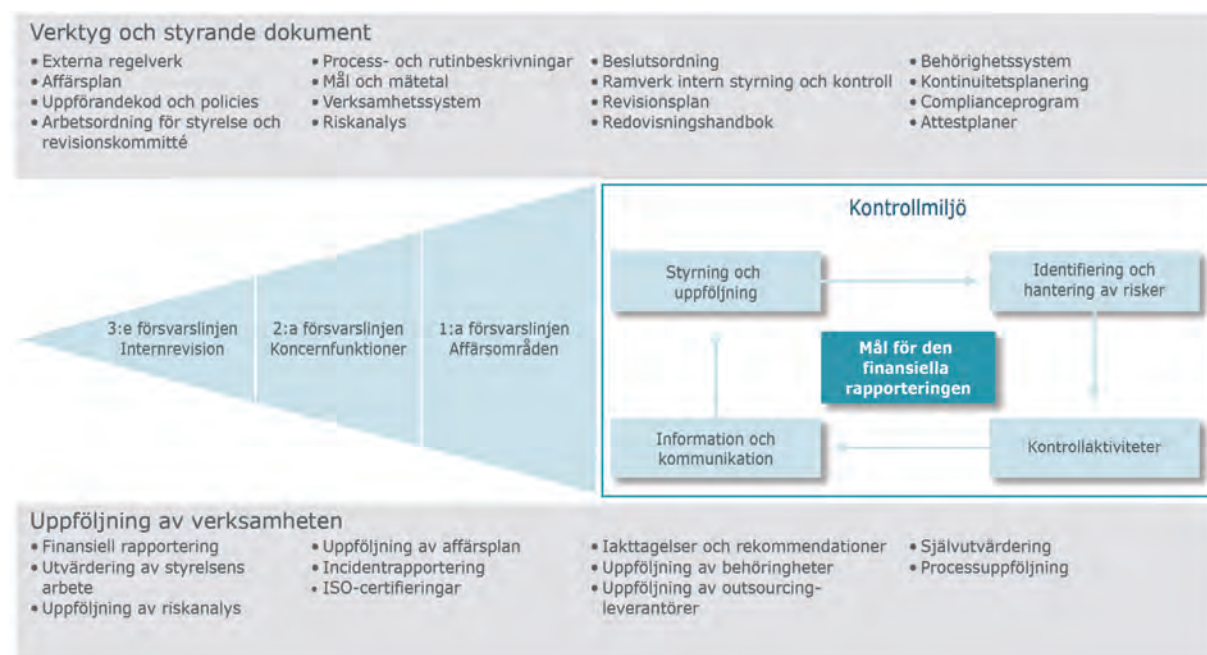 Verktyg och styrande dokument
• Externa regelverk
• Affärsplan
• Uppförandekod och policies
• Arbetsordning för styrelse och
revisionskommitté
• Process- och rutinbeskrivningar
• Mål och mätetal
• Verksamhetssystem
• Riskanalys
• Beslutsordning
• Ramverk intern styrning och kontroll
• Revisionsplan
• Redovisningshandbok
• Behörighetssystem
• Kontinuitetsplanering
• Complianceprogram
• Attestplaner
3:e försvarslinjen
Internrevision
2:a försvarslinjen
Koncernfunktioner
1:a försvarslinjen
Affärsområden
Kontrollmiljö
Styrning och
uppföljning
Identifiering och
hantering av risker
Mål för den
finansiella
rapporteringen
Information och
kommunikation
Kontrollaktiviteter
Uppföljning av verksamheten
• Finansiell rapportering
• Utvärdering av styrelsens
arbete
• Uppföljning av riskanalys
• Uppföljning av affärsplan
• Incidentrapportering
• ISO-certifieringar
• Iakttagelser och rekommendationer
• Uppföljning av behöringheter
• Uppföljning av outsourcing-
leverantörer
• Självutvärdering
• Processuppföljning